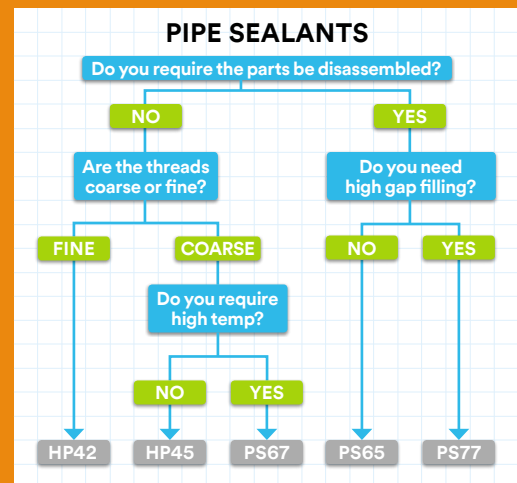 PIPE SEALANTS
Do you require the parts be disassembled?
NO
YES
Are the threads
coarse or fine?
Do you need
high gap filling?
FINE
COARSE
NO
YES
Do you require
high temp?
NO
YES
HP42
HP45
PS67
PS65
PS77